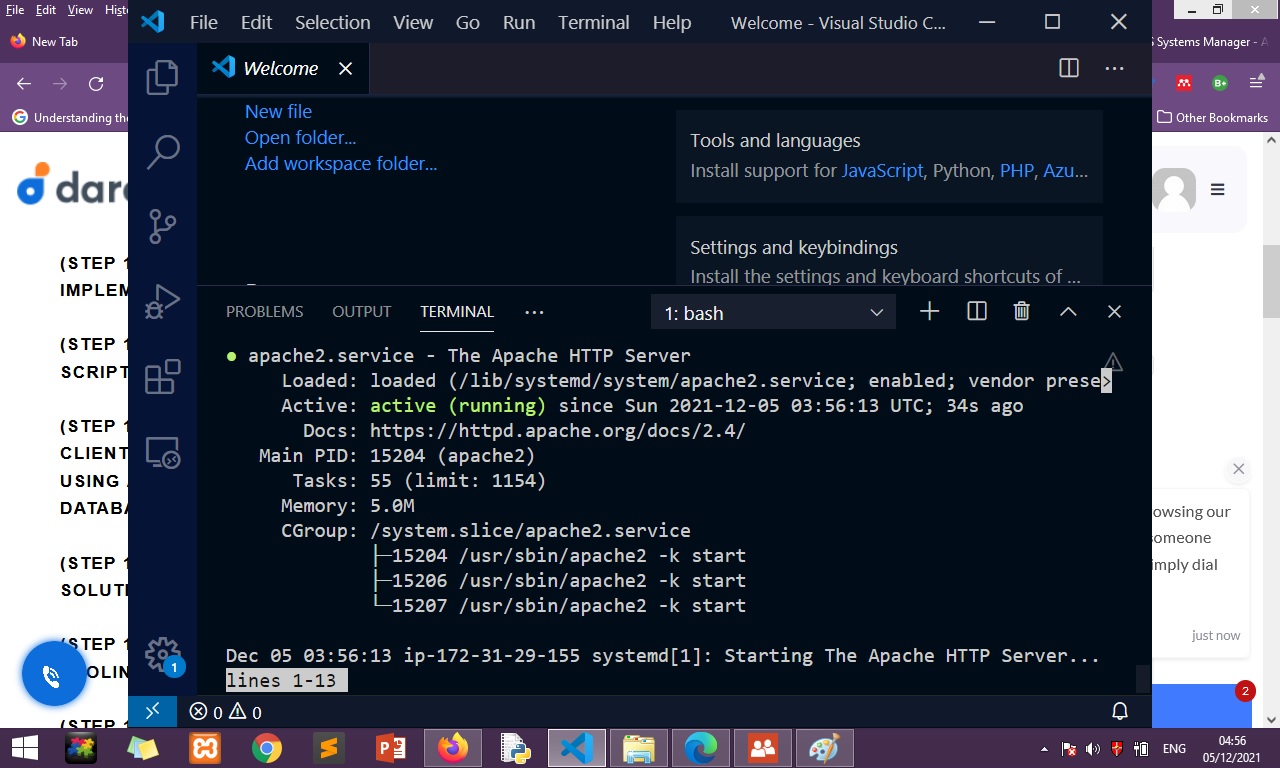 File Edit View Hist
New Tab
Understanding the
dar
(STEP 1
IMPLEM
(STEP 1
SCRIPT
(STEP 1
CLIENT
USING
DATABA
(STEP 1
SOLUTI
(STEP 1
OLIN
(STEP 1
File Edit Selection View Go Run Terminal Help Welcome - Visual Studio C...
Welcome
New file
Open folder...
Add workspace folder...
Tools and languages
Install support for JavaScript, Python, PHP, Azu...
Settings and keybindings
Install the settings and keyboard shortcuts of ...
PROBLEMS OUTPUT TERMINAL ... 1: bash
● apache2.service - The Apache HTTP Server
Loaded: loaded (/lib/systemd/system/apache2.service; enabled; vendor prese>
Active: active (running) since Sun 2021-12-05 03:56:13 UTC; 34s ago
Docs: https://httpd.apache.org/docs/2.4/
Main PID: 15204 (apache2)
Tasks: 55 (limit: 1154)
Memory: 5.0M
CGroup: /system.slice/apache2.service
├─15204 /usr/sbin/apache2 -k start
├─15206 /usr/sbin/apache2 -k start
└─15207 /usr/sbin/apache2 -k start
Dec 05 03:56:13 ip-172-31-29-155 systemd[1]: Starting The Apache HTTP Server...
lines 1-13
1
0 0
Systems Manager - A
B+
Other Bookmarks
owsing our
someone
imply dial
just now
2
ENG
04:56
05/12/2021